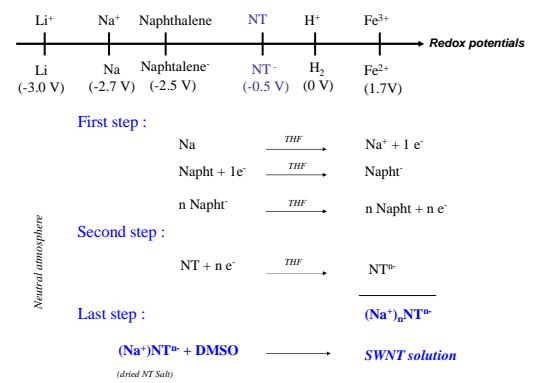 Li⁺ Na⁺ Naphthalene NT H⁺ Fe³⁺
Redox potentials
Li Na Naphtalene⁻ NT⁻ H₂ Fe²⁺
(-3.0 V) (-2.7 V) (-2.5 V) (-0.5 V) (0 V) (1.7V)
First step :
Na THF Na⁺ + 1 e⁻
Napht + 1e⁻ THF Napht⁻
n Napht⁻ THF n Napht + n e⁻
Neutral atmosphere
Second step :
NT + n e⁻ THF NTⁿ⁻
Last step : (Na⁺)ₙNTⁿ⁻
(Na⁺)NTⁿ⁻ + DMSO SWNT solution
(dried NT Salt)